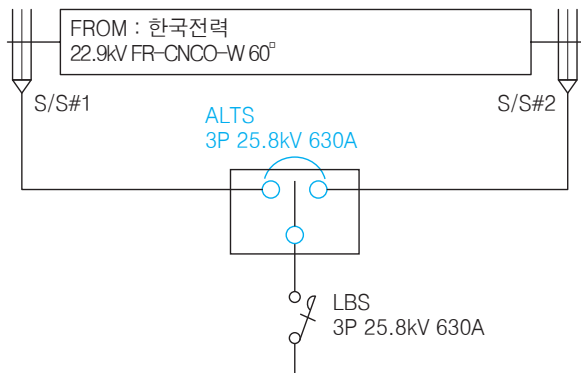 FROM : 한국전력
22.9kV FR-CNCO-W 60□
S/S#1
S/S#2
ALTS
3P 25.8kV 630A
LBS
3P 25.8kV 630A